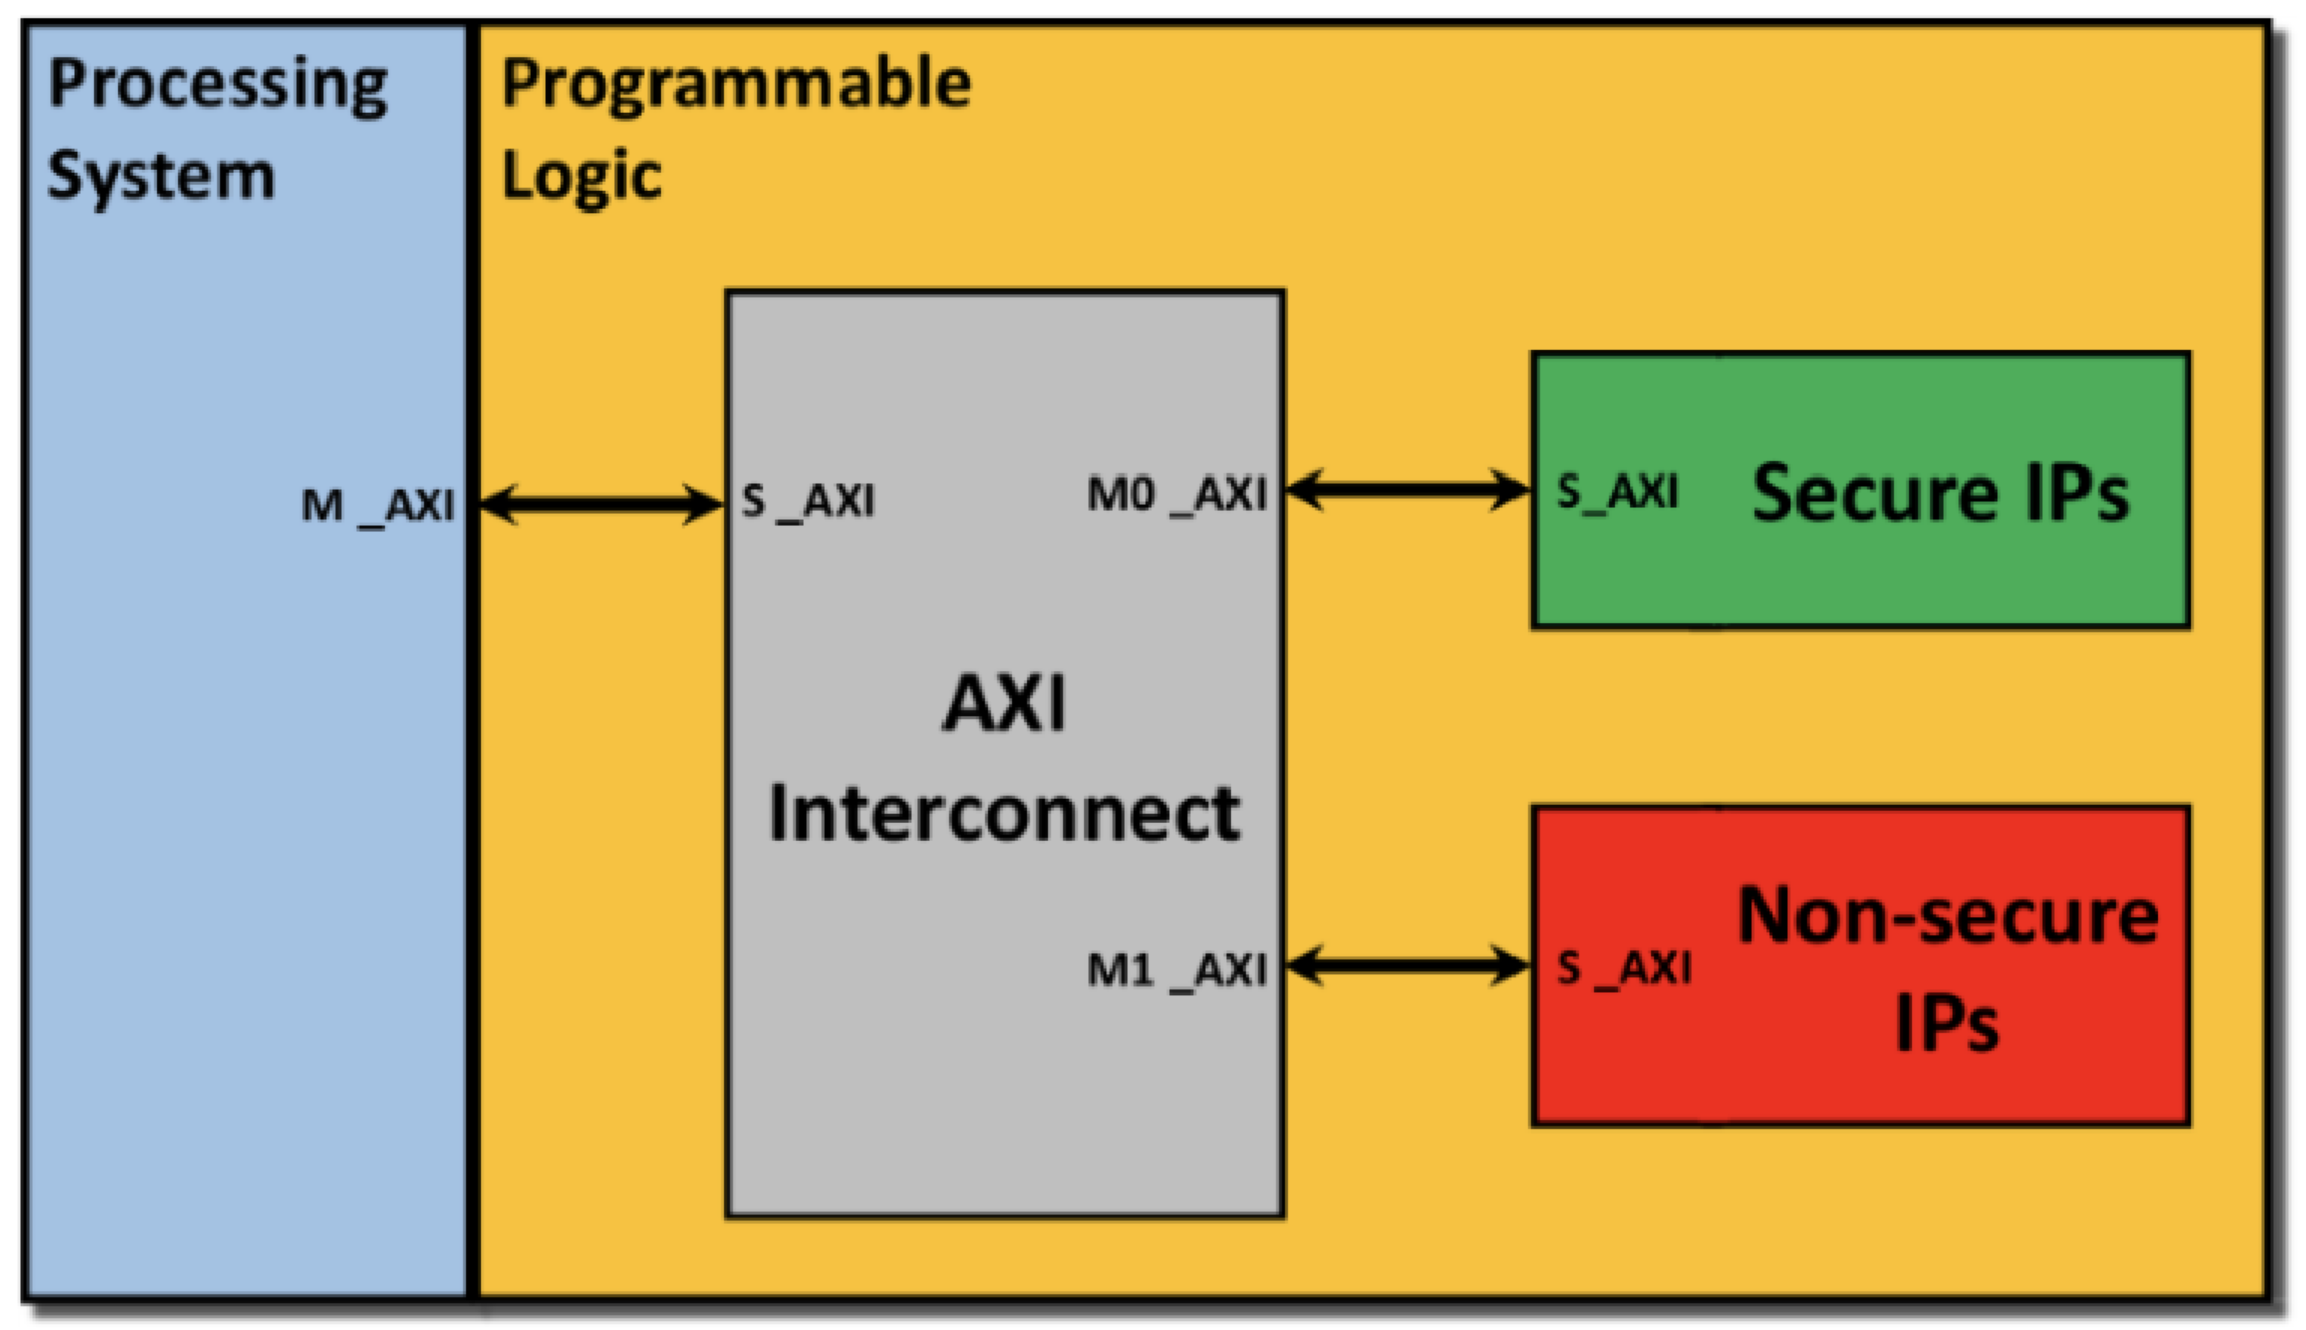 Processing
System
Programmable
Logic
M _AXI
S _AXI
M0 _AXI
S_AXI
Secure IPs
AXI
Interconnect
M1 _AXI
S _AXI
Non-secure
IPs